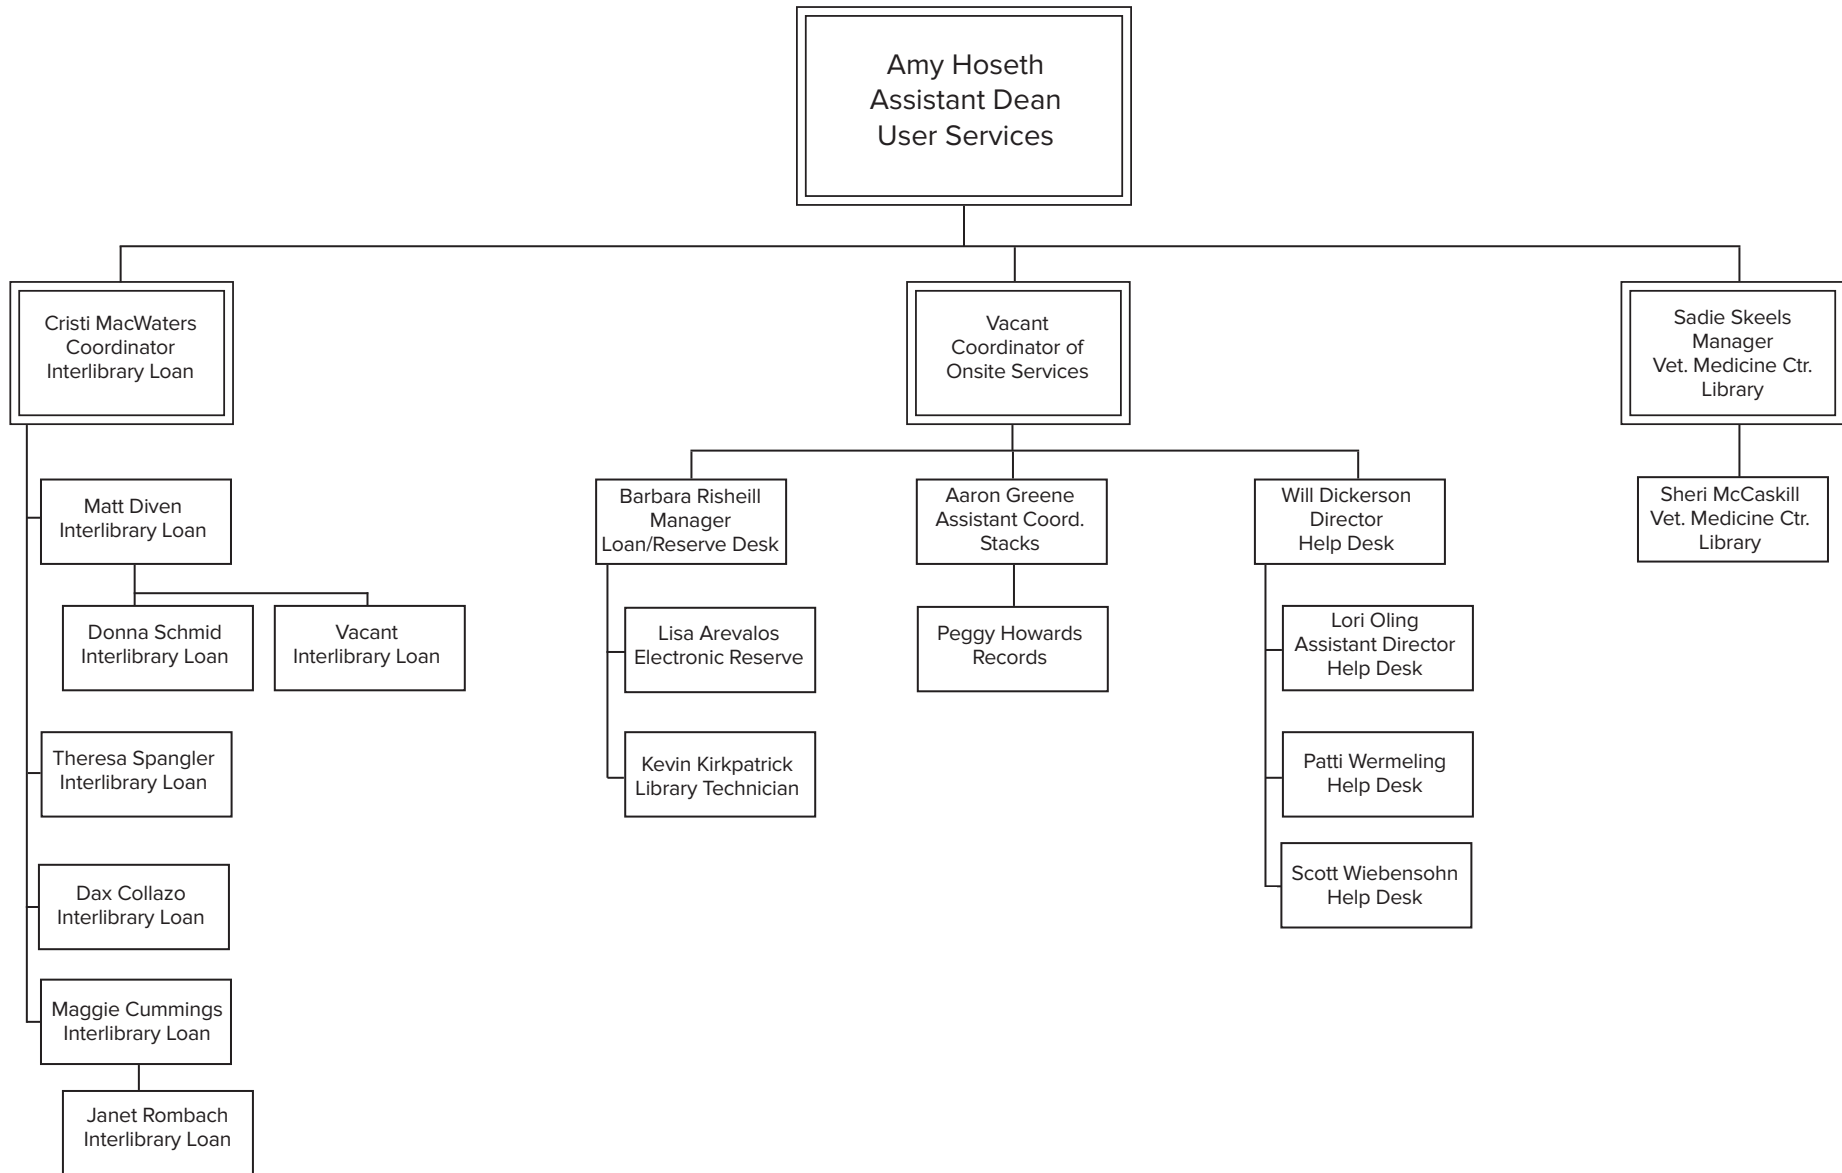 Amy Hoseth
Assistant Dean
User Services
Cristi MacWaters
Coordinator
Interlibrary Loan
Vacant
Coordinator of
Onsite Services
Sadie Skeels
Manager
Vet. Medicine Ctr.
Library
Matt Diven
Interlibrary Loan
Donna Schmid
Interlibrary Loan
Vacant
Interlibrary Loan
Theresa Spangler
Interlibrary Loan
Dax Collazo
Interlibrary Loan
Maggie Cummings
Interlibrary Loan
Janet Rombach
Interlibrary Loan
Barbara Risheill
Manager
Loan/Reserve Desk
Lisa Arevalos
Electronic Reserve
Kevin Kirkpatrick
Library Technician
Aaron Greene
Assistant Coord.
Stacks
Peggy Howards
Records
Will Dickerson
Director
Help Desk
Lori Oling
Assistant Director
Help Desk
Patti Wermeling
Help Desk
Scott Wiebensohn
Help Desk
Sheri McCaskill
Vet. Medicine Ctr.
Library